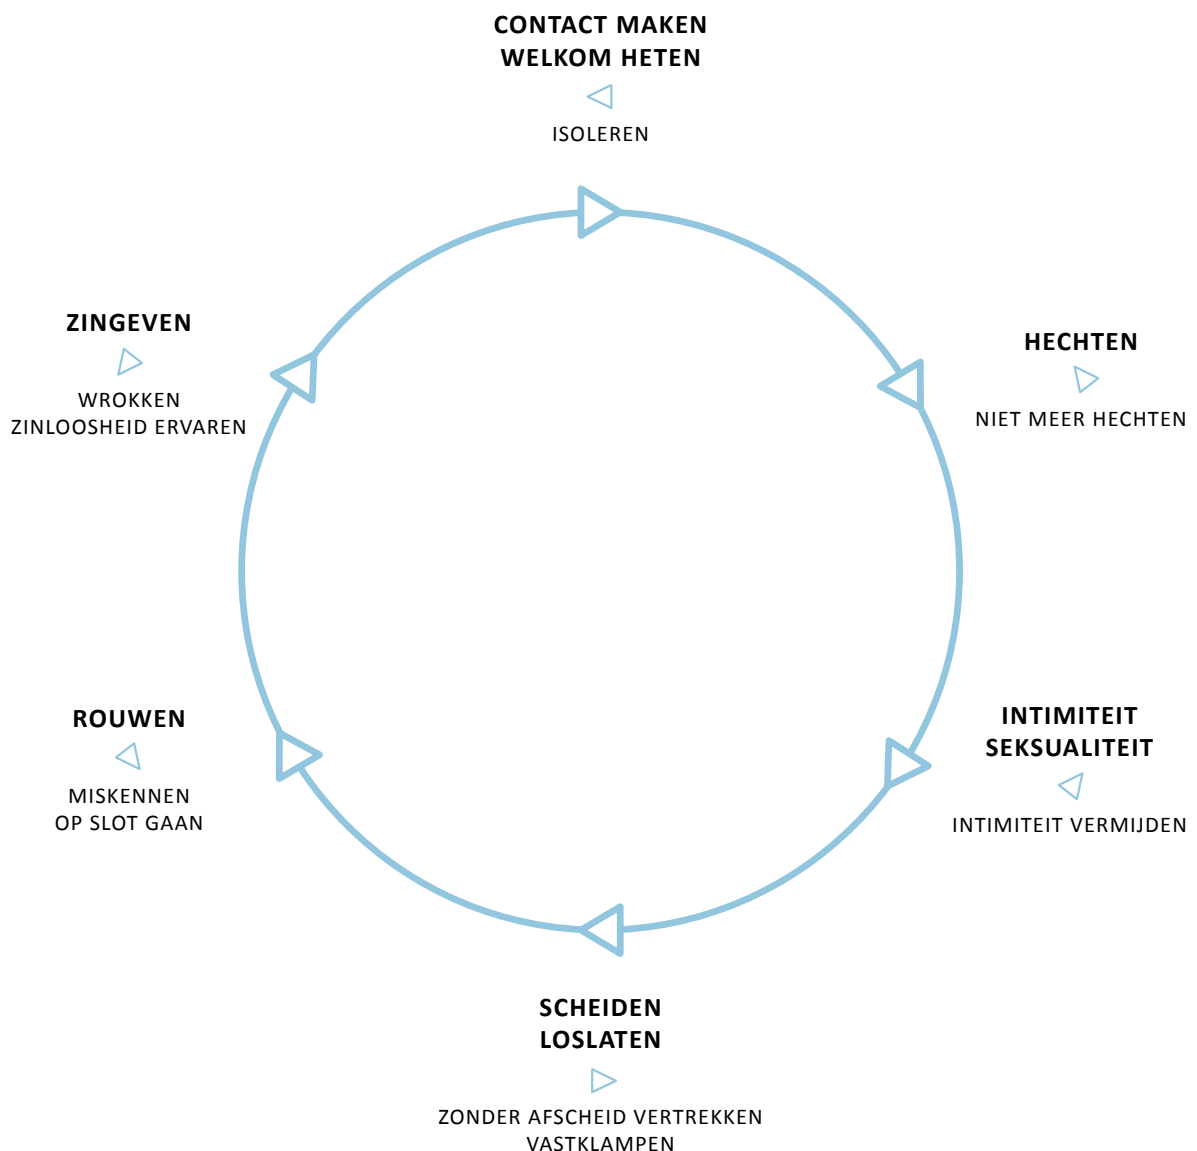 CONTACT MAKEN
WELKOM HETEN
ISOLEREN
HECHTEN
NIET MEER HECHTEN
INTIMITEIT
SEKSUALITEIT
INTIMITEIT VERMIJDEN
SCHEIDEN
LOSLATEN
ZONDER AFSCHEID VERTREKKEN
VASTKLAMPEN
ROUWEN
MISKENNEN
OP SLOT GAAN
ZINGEVEN
WROKKEN
ZINLOOSHEID ERVAREN